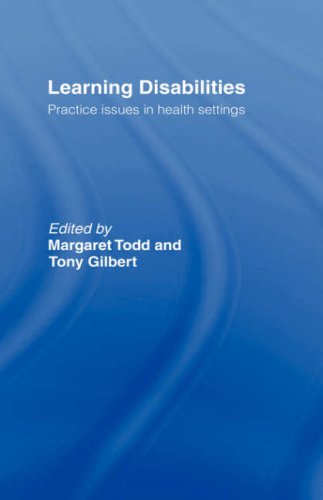 Learning Disabilities
Practice issues in health settings
Edited by
Margaret Todd and
Tony Gilbert